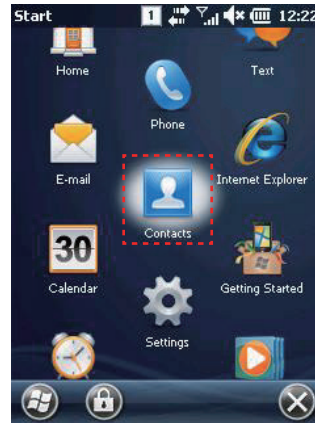 Start 1 12:22
Home
Text
Phone
E-mail
Internet Explorer
Contacts
30
Calendar
Getting Started
Settings